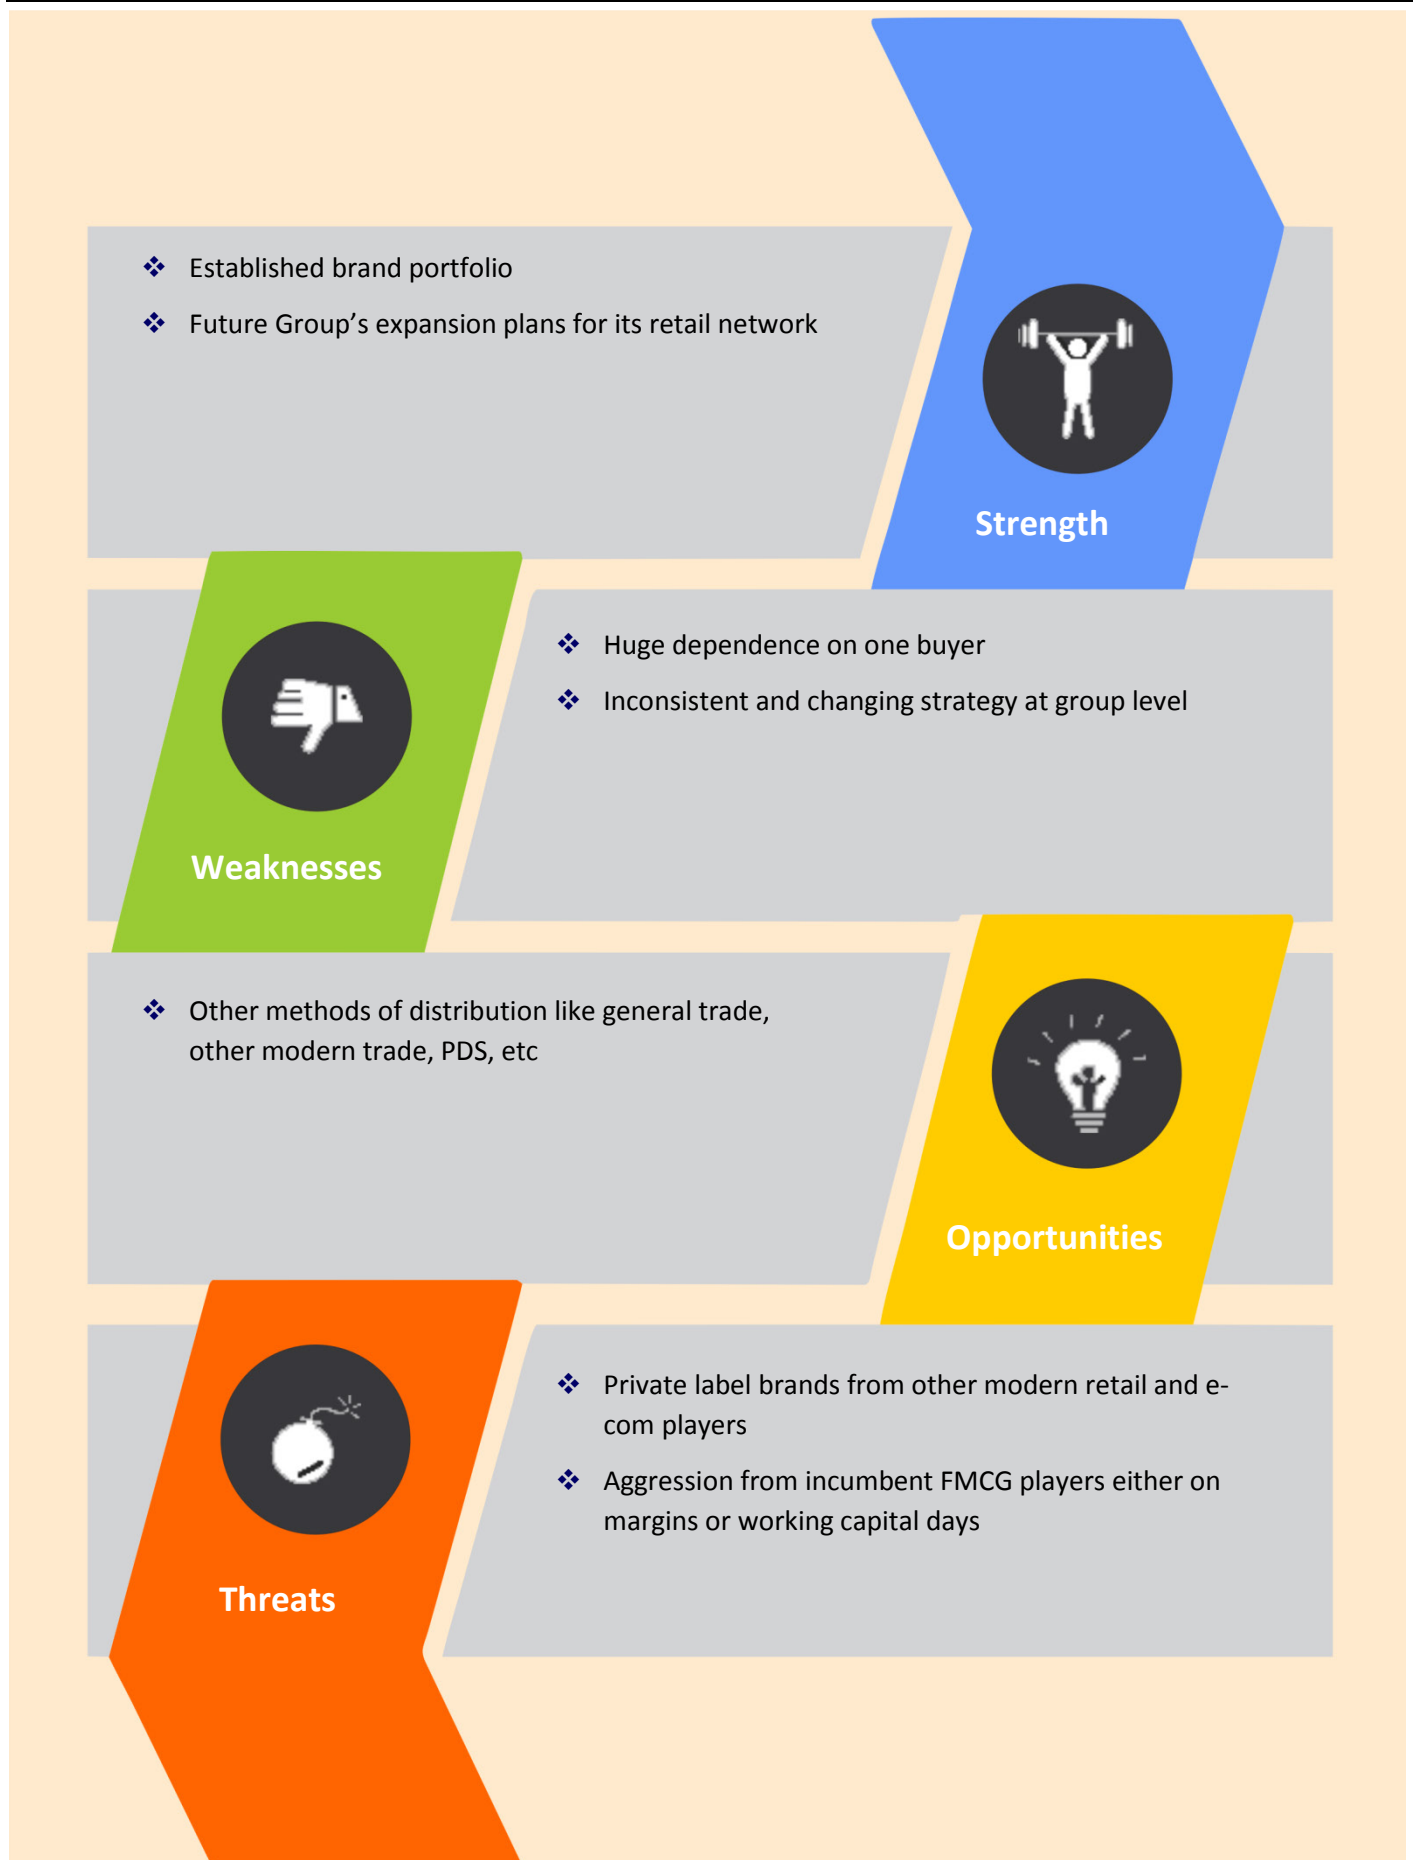 ❖ Established brand portfolio
❖ Future Group’s expansion plans for its retail network
Strength
❖ Huge dependence on one buyer
❖ Inconsistent and changing strategy at group level
Weaknesses
❖ Other methods of distribution like general trade,
other modern trade, PDS, etc
Opportunities
❖ Private label brands from other modern retail and e-
com players
❖ Aggression from incumbent FMCG players either on
margins or working capital days
Threats